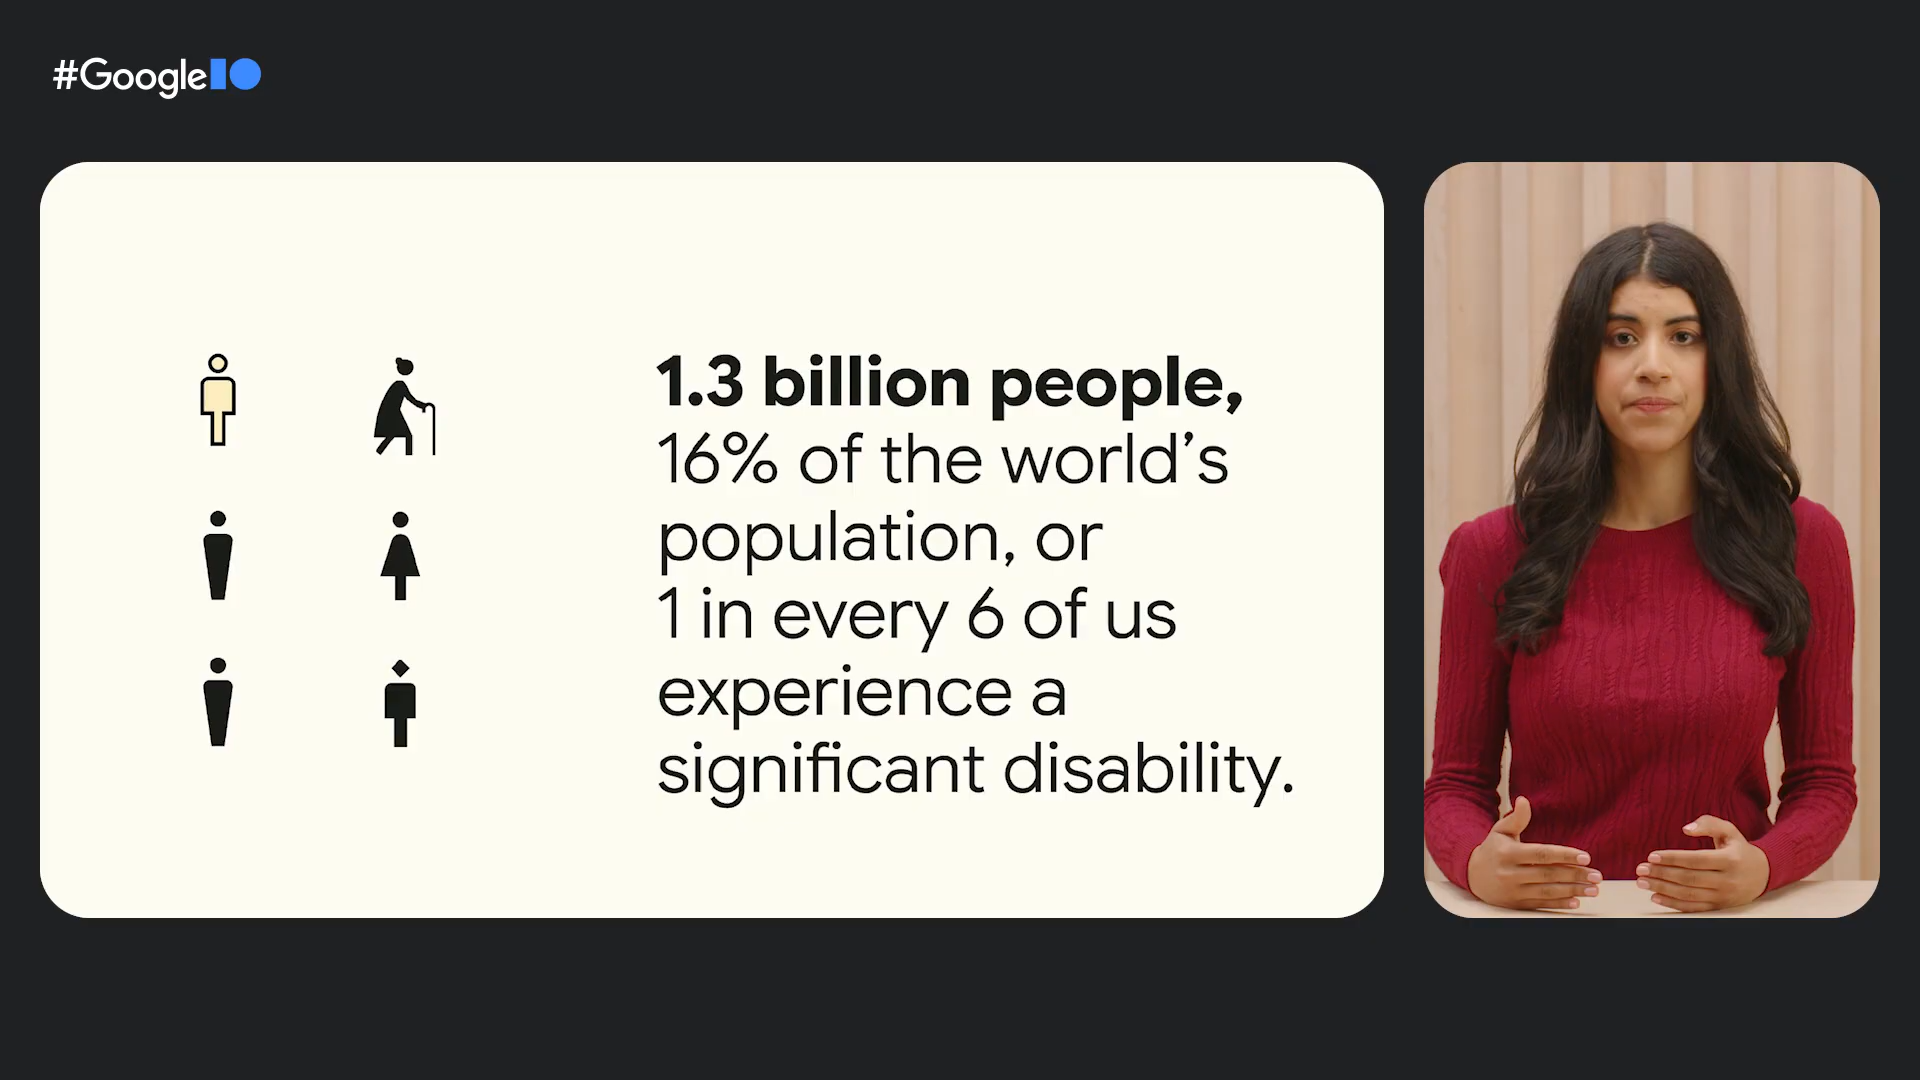 #GoogleIO
1.3 billion people,
16% of the world’s
population, or
1 in every 6 of us
experience a
significant disability.